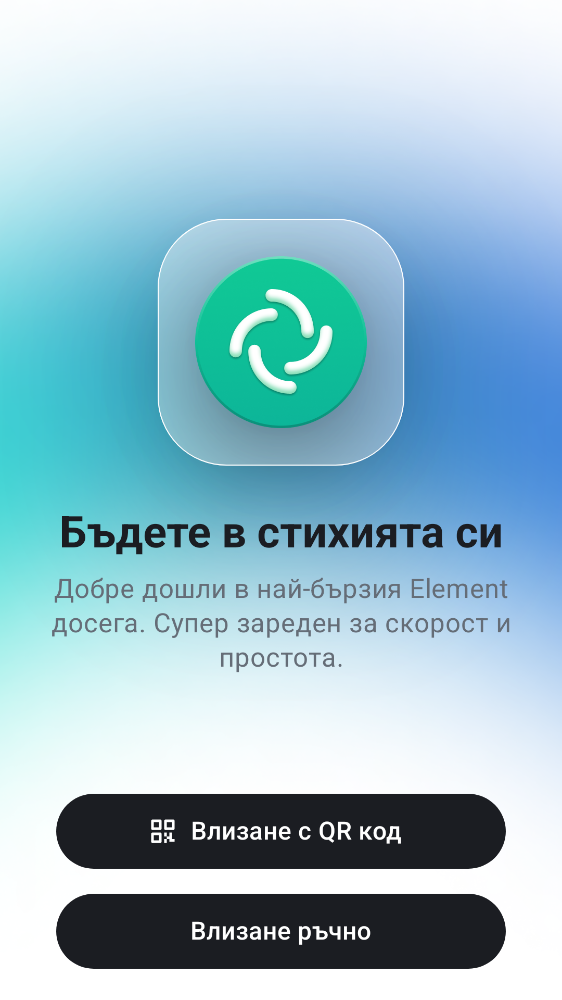 Бъдете в стихията си
Добре дошли в най-бързия Element
досега. Супер зареден за скорост и
простота.
Влизане с QR код
Влизане ръчно